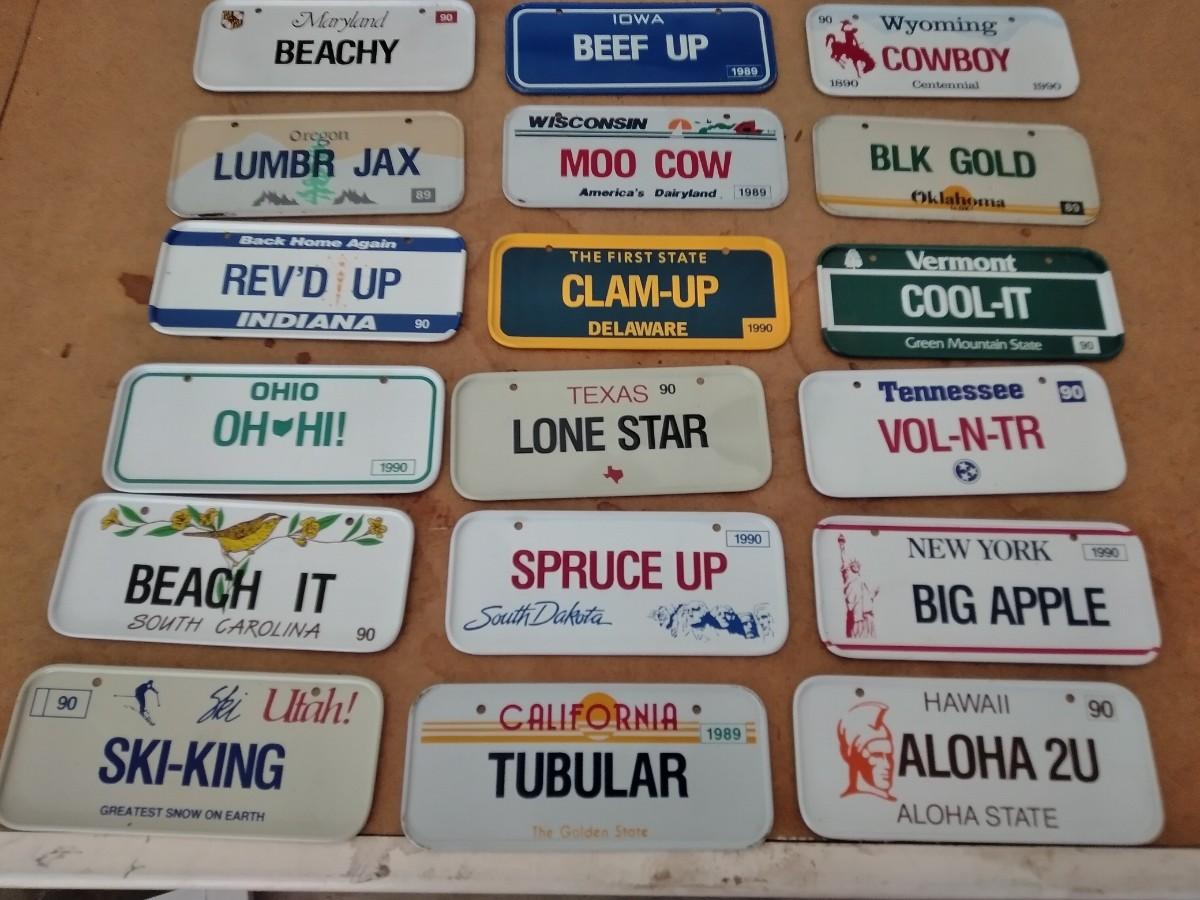 Maryland 90
BEACHY
IOWA
BEEF UP
1989
90 Wyoming
COWBOY
1890 Centennial 1990
Oregon
LUMBR JAX
89
WISCONSIN
MOO COW
America's Dairyland 1989
BLK GOLD
Oklahoma 89
Back Home Again
REV'D UP
INDIANA 90
THE FIRST STATE
CLAM-UP
DELAWARE 1990
Vermont
COOL-IT
Green Mountain State 90
OHIO
OH HI!
1990
TEXAS 90
LONE STAR
Tennessee 90
VOL-N-TR
BEACH IT
SOUTH CAROLINA 90
1990
SPRUCE UP
South Dakota
NEW YORK 1990
BIG APPLE
90 Ski Utah!
SKI-KING
GREATEST SNOW ON EARTH
CALIFORNIA 1989
TUBULAR
The Golden State
HAWAII 90
ALOHA 2U
ALOHA STATE